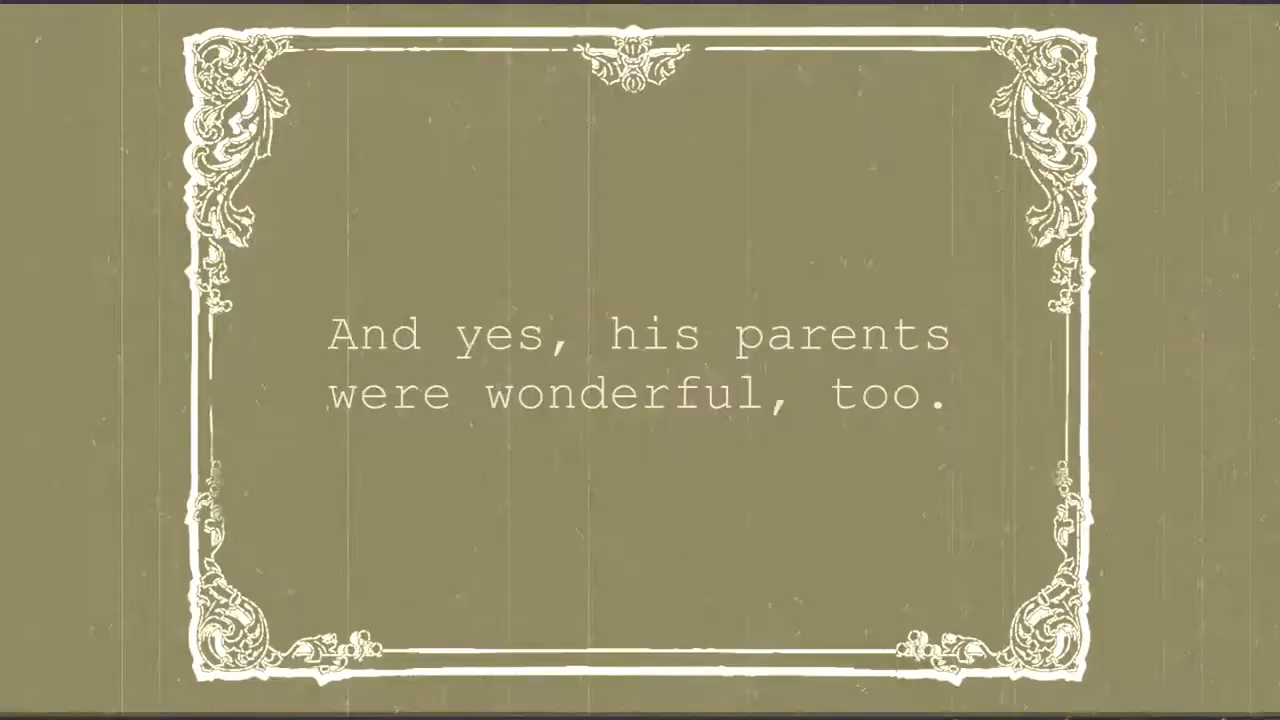 And yes, his parents
were wonderful, too.